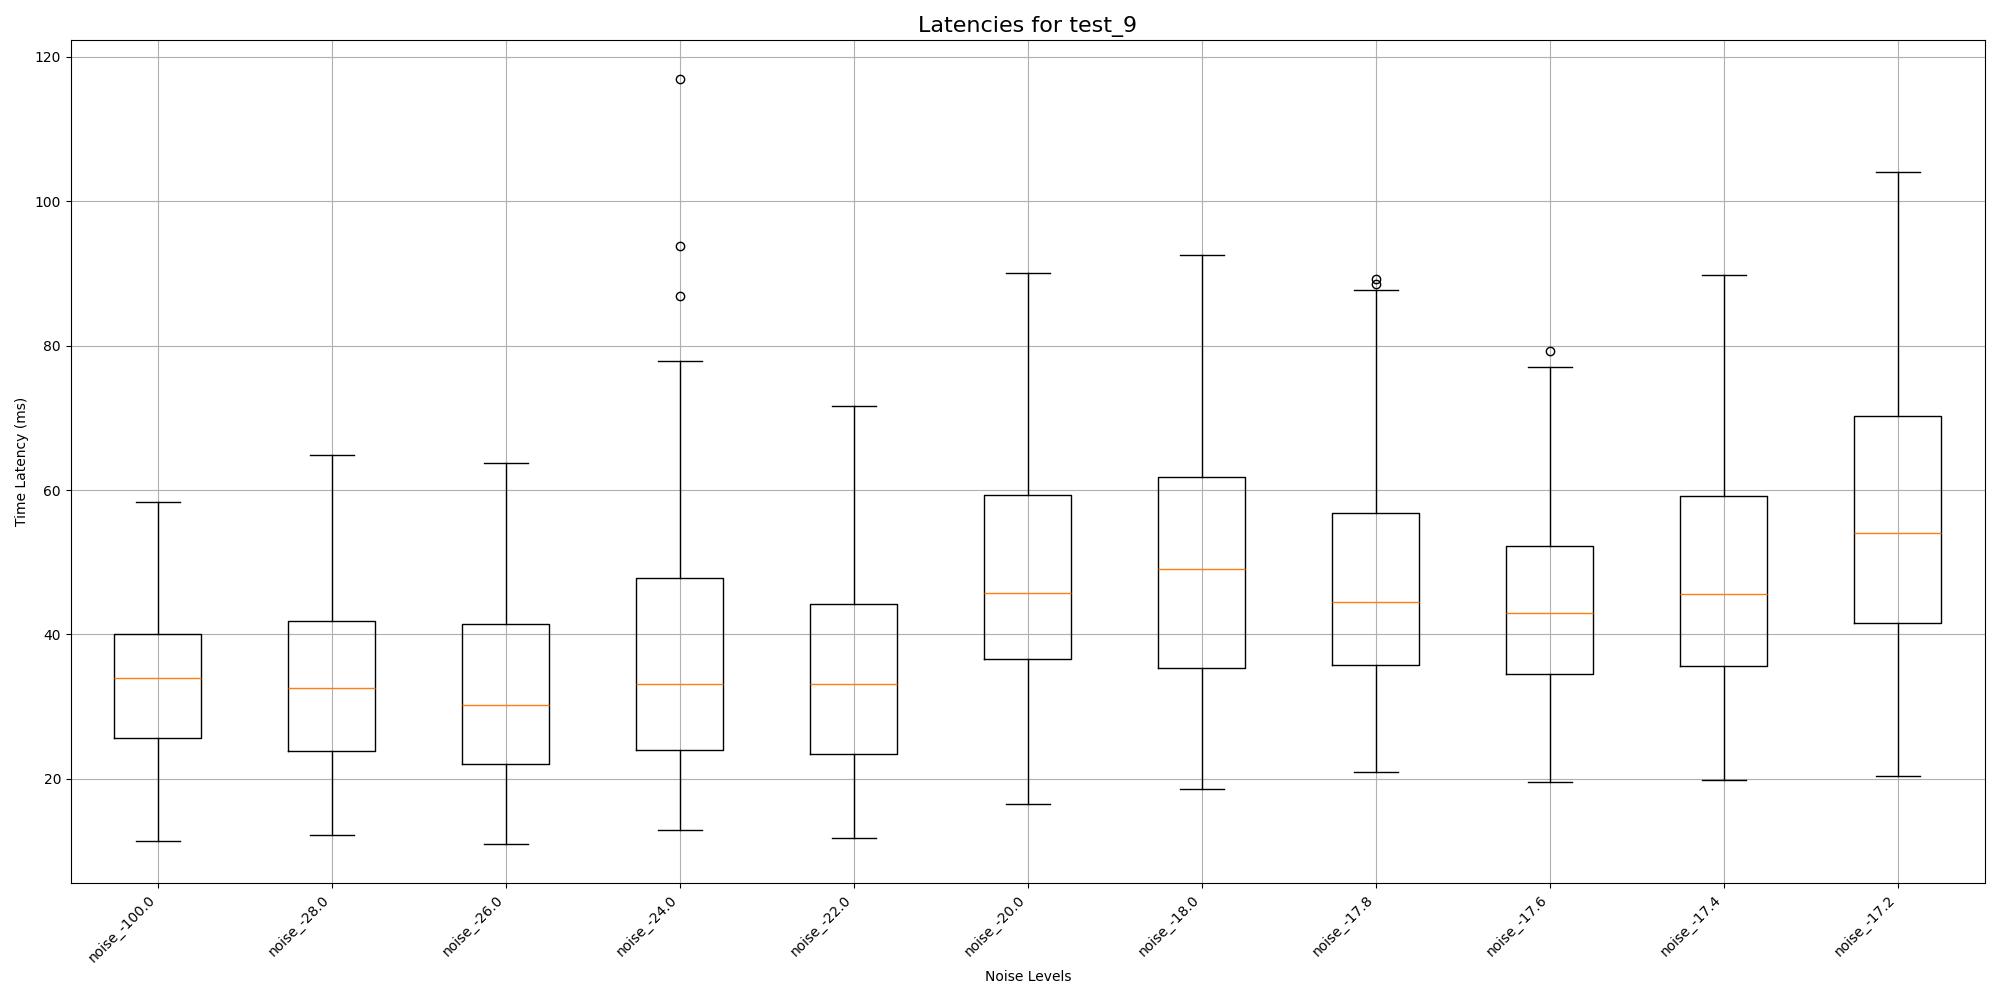 Latencies for test_9
120
100
80
60
40
20
Time Latency (ms)
noise_-100.0
noise_-28.0
noise_-26.0
noise_-24.0
noise_-22.0
noise_-20.0
noise_-18.0
noise_-17.8
noise_-17.6
noise_-17.4
noise_-17.2
Noise Levels